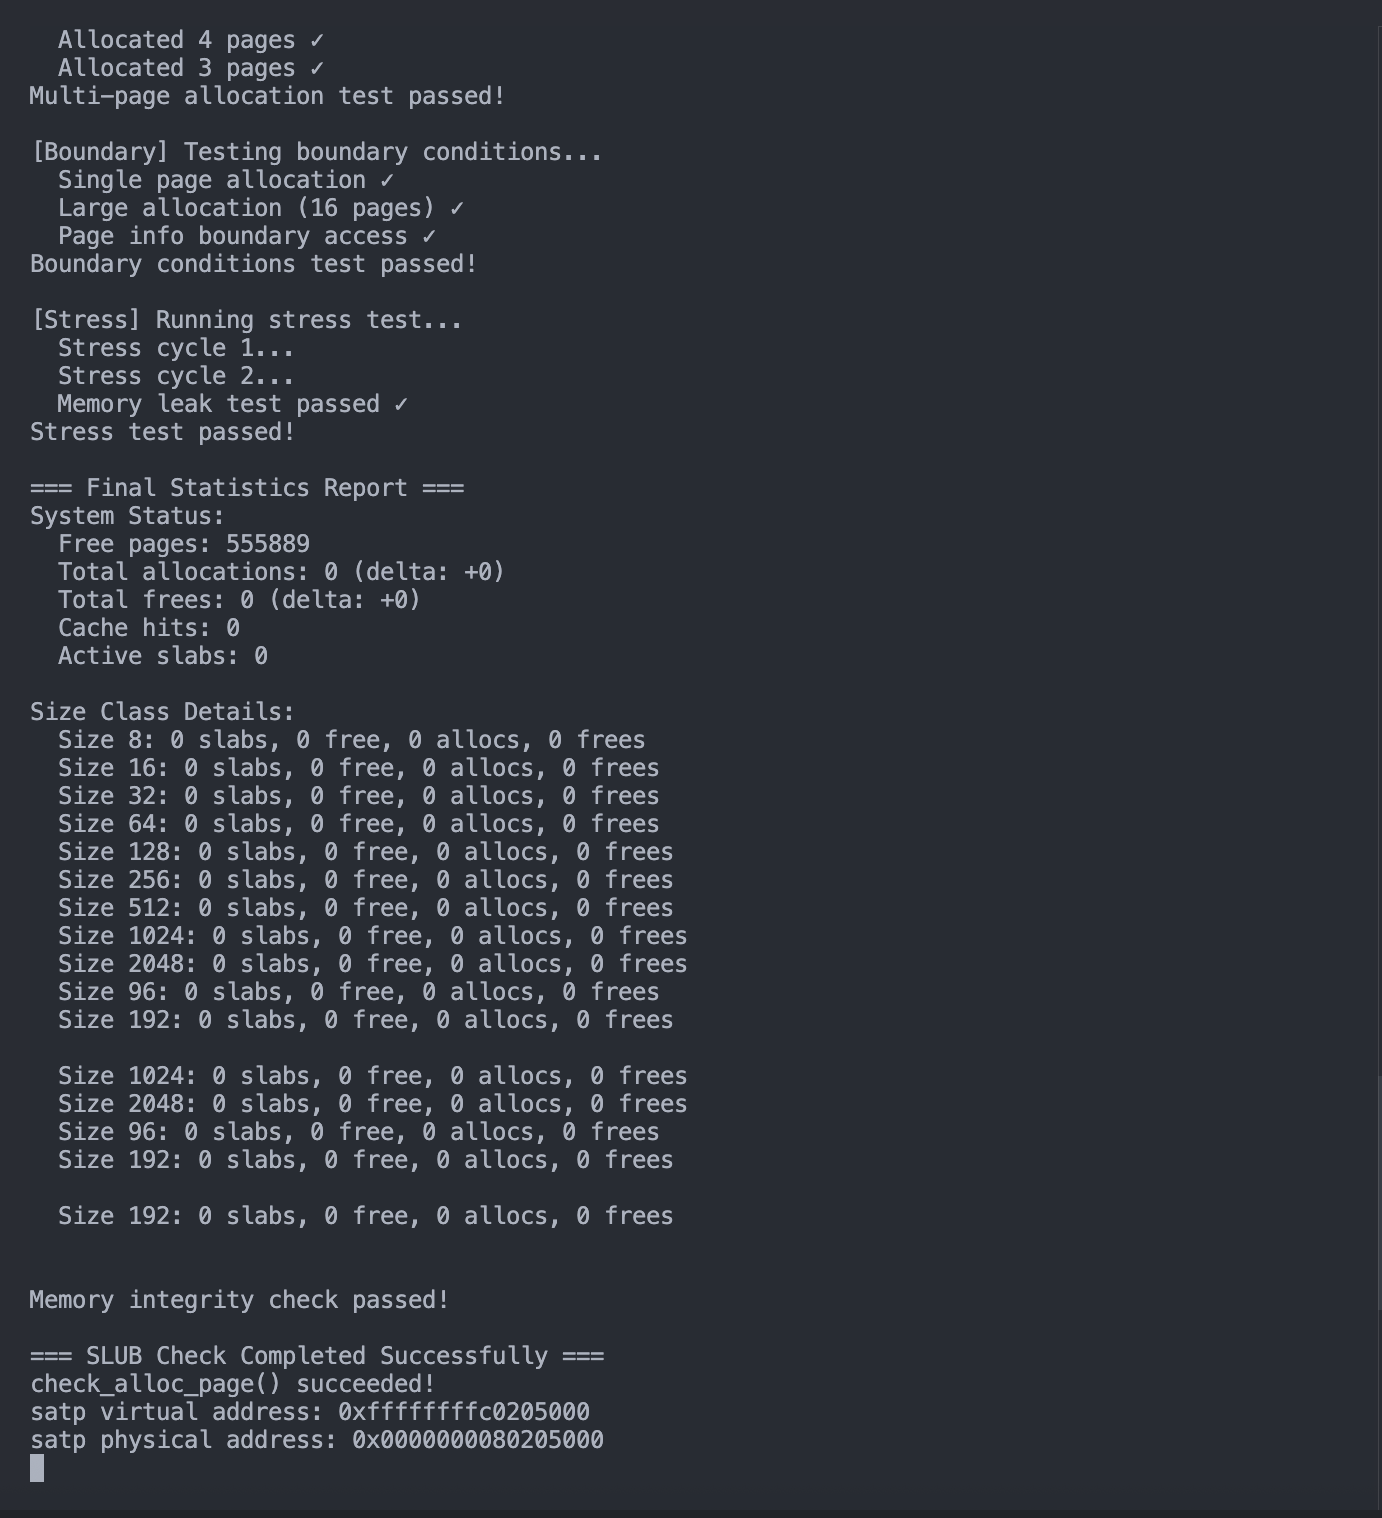 Allocated 4 pages ✓
Allocated 3 pages ✓
Multi-page allocation test passed!
[Boundary] Testing boundary conditions...
Single page allocation ✓
Large allocation (16 pages) ✓
Page info boundary access ✓
Boundary conditions test passed!
[Stress] Running stress test...
Stress cycle 1...
Stress cycle 2...
Memory leak test passed ✓
Stress test passed!
=== Final Statistics Report ===
System Status:
Free pages: 555889
Total allocations: 0 (delta: +0)
Total frees: 0 (delta: +0)
Cache hits: 0
Active slabs: 0
Size Class Details:
Size 8: 0 slabs, 0 free, 0 allocs, 0 frees
Size 16: 0 slabs, 0 free, 0 allocs, 0 frees
Size 32: 0 slabs, 0 free, 0 allocs, 0 frees
Size 64: 0 slabs, 0 free, 0 allocs, 0 frees
Size 128: 0 slabs, 0 free, 0 allocs, 0 frees
Size 256: 0 slabs, 0 free, 0 allocs, 0 frees
Size 512: 0 slabs, 0 free, 0 allocs, 0 frees
Size 1024: 0 slabs, 0 free, 0 allocs, 0 frees
Size 2048: 0 slabs, 0 free, 0 allocs, 0 frees
Size 96: 0 slabs, 0 free, 0 allocs, 0 frees
Size 192: 0 slabs, 0 free, 0 allocs, 0 frees
Size 1024: 0 slabs, 0 free, 0 allocs, 0 frees
Size 2048: 0 slabs, 0 free, 0 allocs, 0 frees
Size 96: 0 slabs, 0 free, 0 allocs, 0 frees
Size 192: 0 slabs, 0 free, 0 allocs, 0 frees
Size 192: 0 slabs, 0 free, 0 allocs, 0 frees
Memory integrity check passed!
=== SLUB Check Completed Successfully ===
check_alloc_page() succeeded!
satp virtual address: 0xffffffffc0205000
satp physical address: 0x0000000080205000